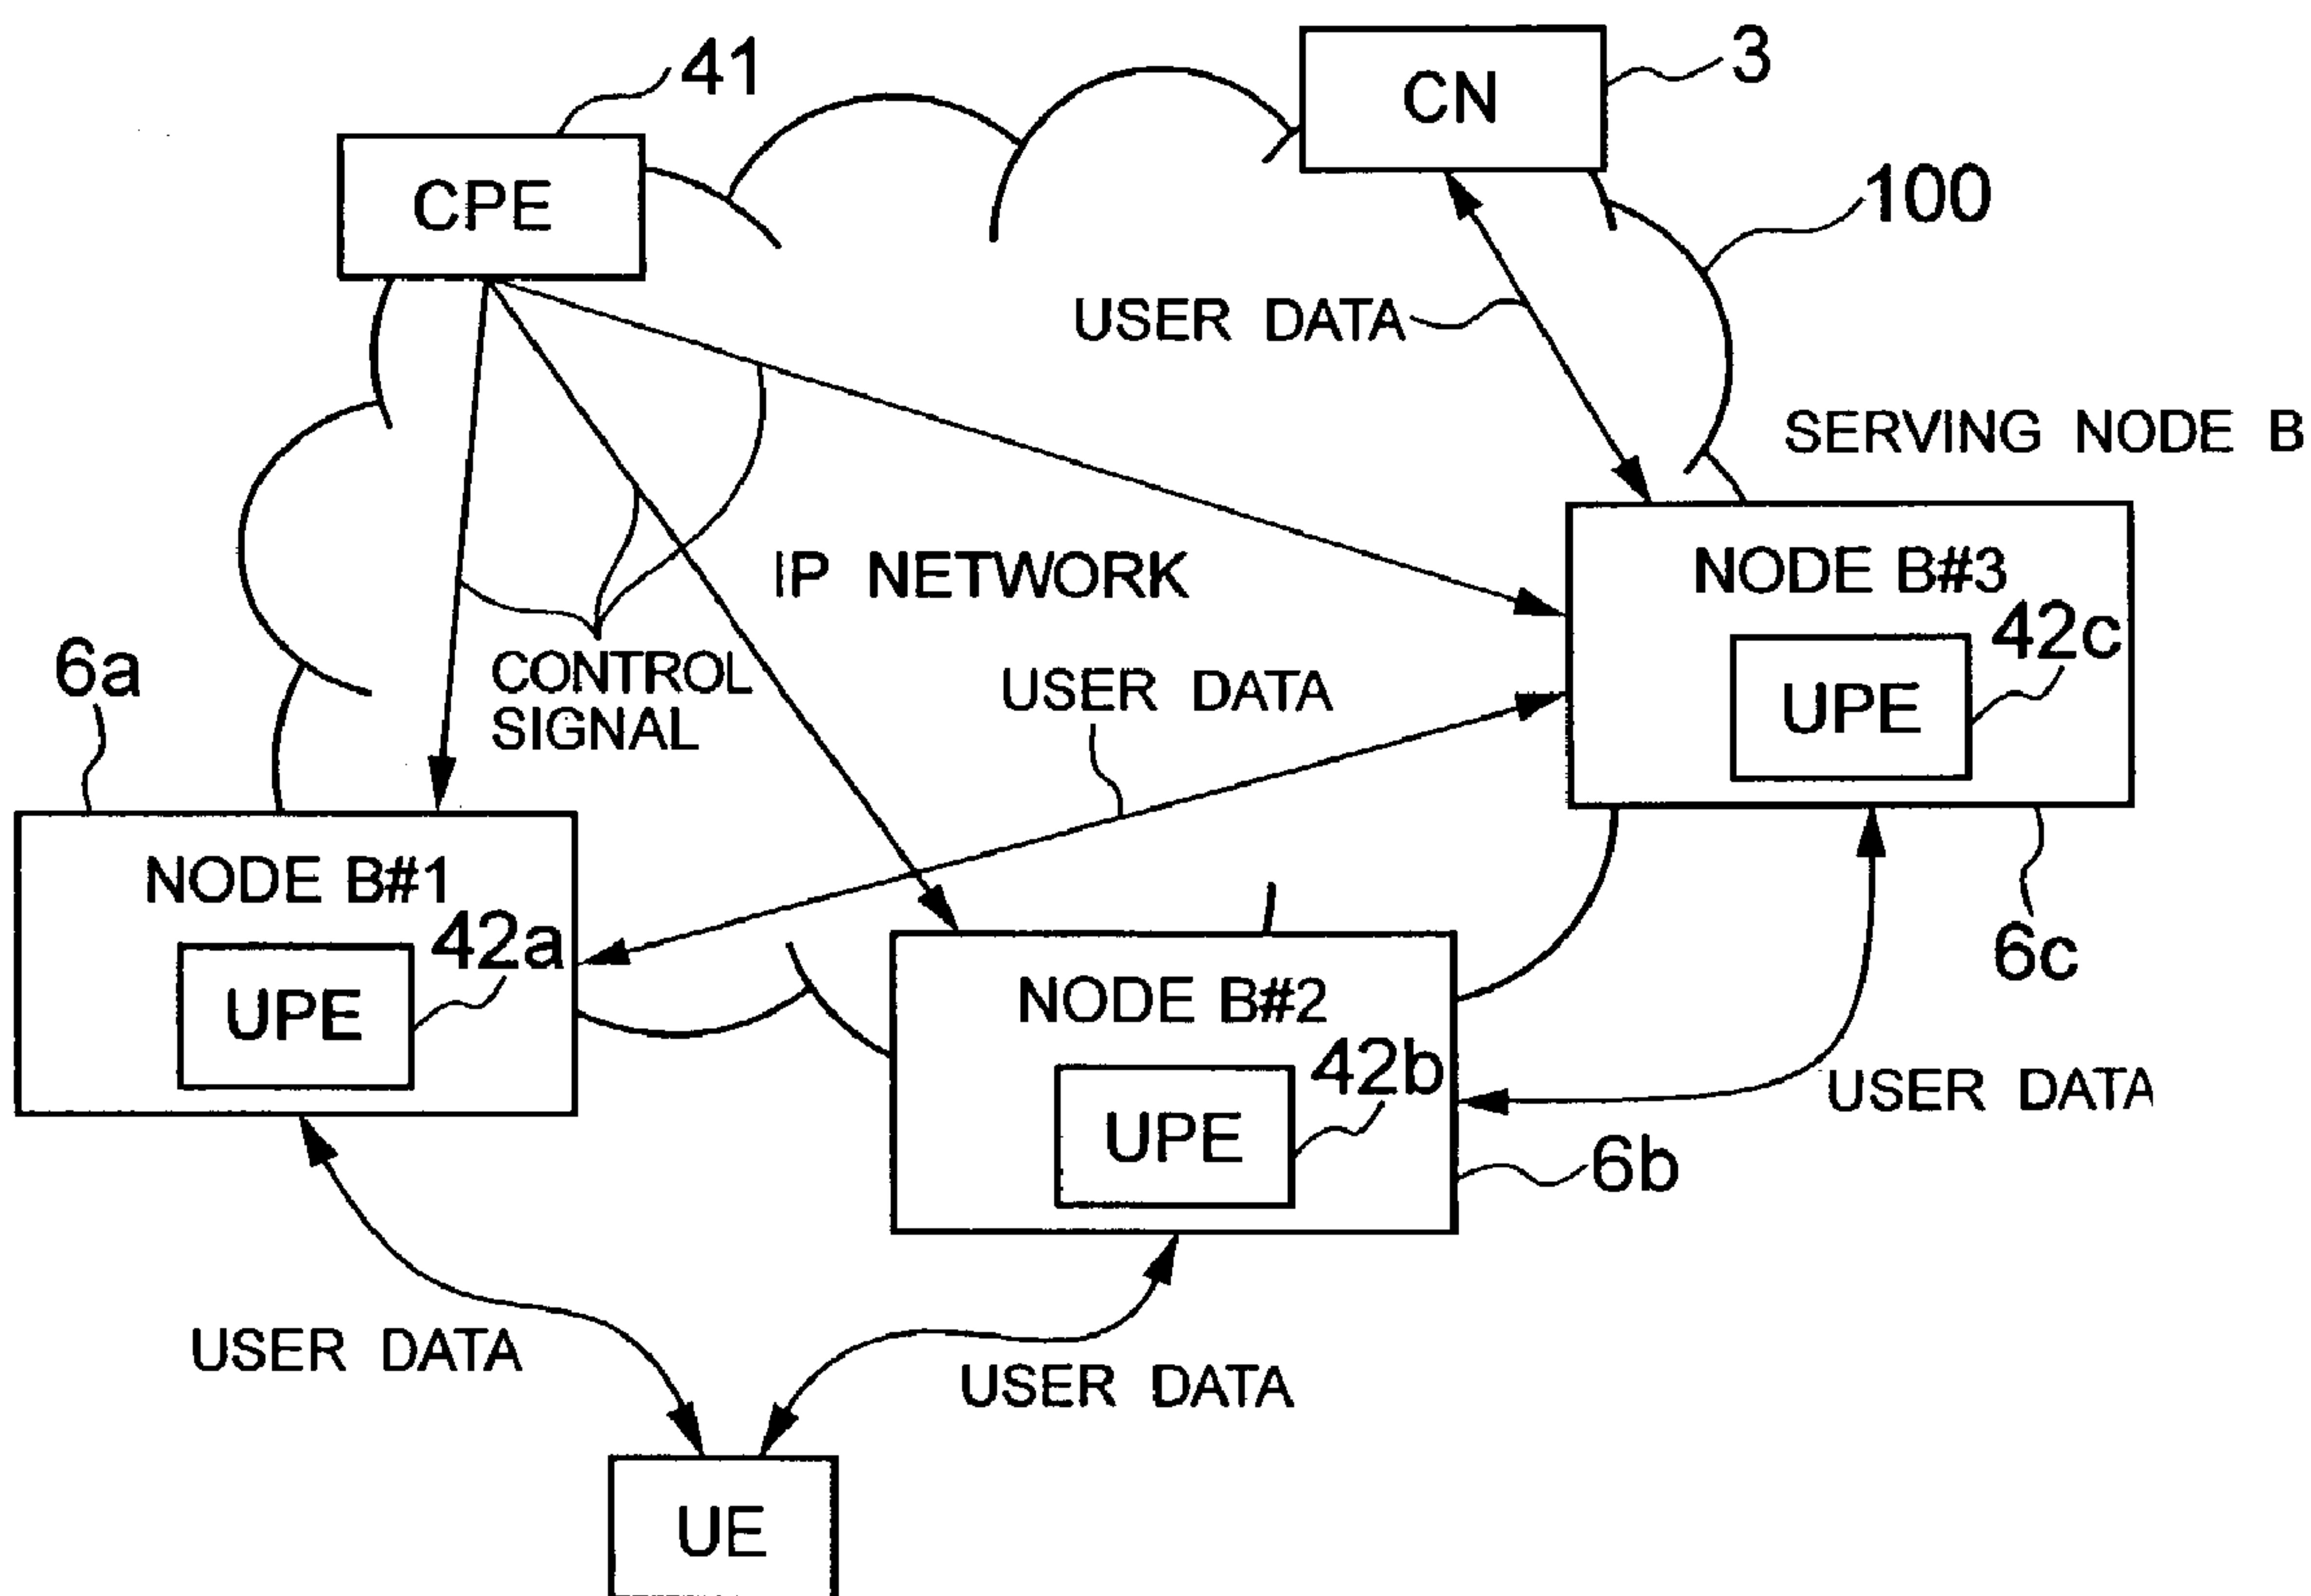 41
3
CN
CPE
100
USER DATA
SERVING NODE B
IP NETWORK
NODE B#3
42c
UPE
6a
CONTROL
SIGNAL
USER DATA
NODE B#1
42a
UPE
6c
NODE B#2
42b
UPE
USER DATA
6b
USER DATA
USER DATA
UE